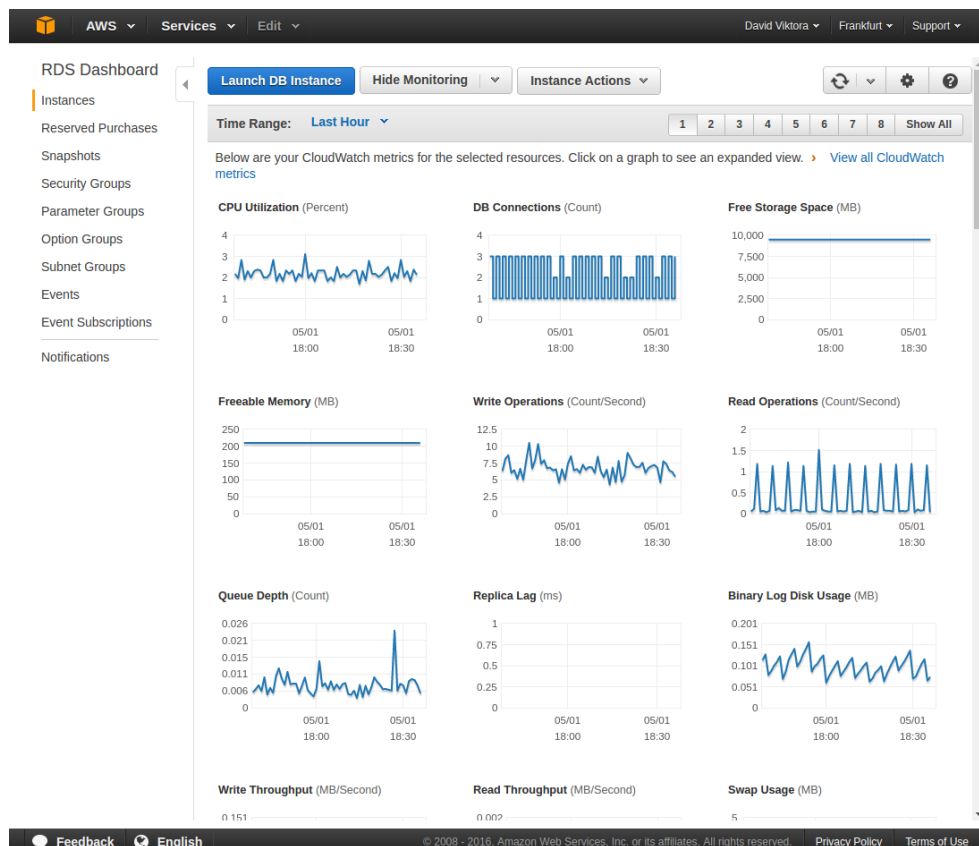 AWS Services Edit David Viktora Frankfurt Support
RDS Dashboard
Instances
Reserved Purchases
Snapshots
Security Groups
Parameter Groups
Option Groups
Subnet Groups
Events
Event Subscriptions
Notifications
Launch DB Instance Hide Monitoring Instance Actions
Time Range: Last Hour 1 2 3 4 5 6 7 8 Show All
Below are your CloudWatch metrics for the selected resources. Click on a graph to see an expanded view. › View all CloudWatch
metrics
CPU Utilization (Percent)
4
3
2
1
0
05/01 05/01
18:00 18:30
DB Connections (Count)
4
3
2
1
0
05/01 05/01
18:00 18:30
Free Storage Space (MB)
10,000
7,500
5,000
2,500
0
05/01 05/01
18:00 18:30
Freeable Memory (MB)
250
200
150
100
50
0
05/01 05/01
18:00 18:30
Write Operations (Count/Second)
12.5
10
7.5
5
2.5
0
05/01 05/01
18:00 18:30
Read Operations (Count/Second)
2
1.5
1
0.5
0
05/01 05/01
18:00 18:30
Queue Depth (Count)
0.026
0.021
0.015
0.011
0.006
0
05/01 05/01
18:00 18:30
Replica Lag (ms)
1
0.75
0.5
0.25
0
05/01 05/01
18:00 18:30
Binary Log Disk Usage (MB)
0.201
0.151
0.101
0.051
0
05/01 05/01
18:00 18:30
Write Throughput (MB/Second)
0.151
Read Throughput (MB/Second)
0.002
Swap Usage (MB)
5
Feedback English © 2008 - 2016, Amazon Web Services, Inc. or its affiliates. All rights reserved. Privacy Policy Terms of Use